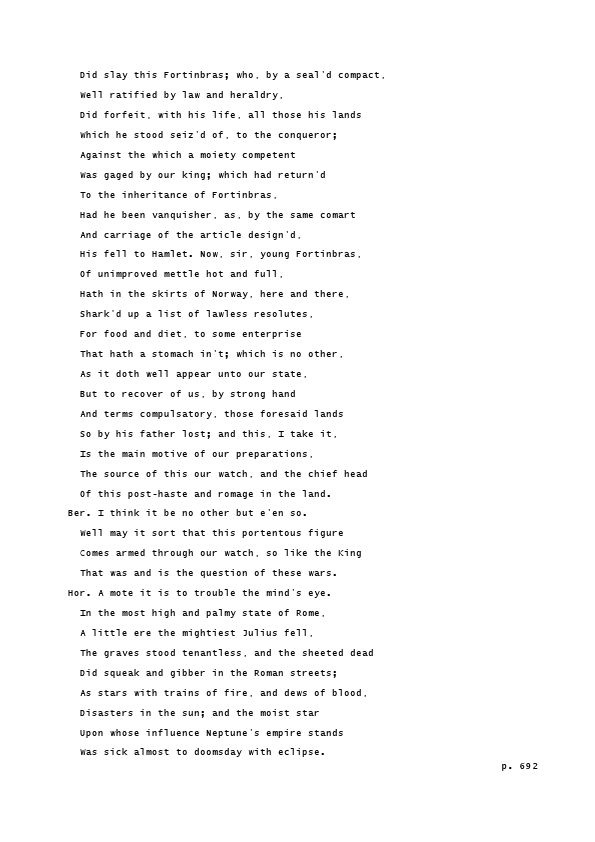 Did slay this Fortinbras; who, by a seal'd compact,
Well ratified by law and heraldry,
Did forfeit, with his life, all those his lands
Which he stood seiz'd of, to the conqueror;
Against the which a moiety competent
Was gaged by our king; which had return'd
To the inheritance of Fortinbras,
Had he been vanquisher, as, by the same comart
And carriage of the article design'd,
His fell to Hamlet. Now, sir, young Fortinbras,
Of unimproved mettle hot and full,
Hath in the skirts of Norway, here and there,
Shark'd up a list of lawless resolutes,
For food and diet, to some enterprise
That hath a stomach in't; which is no other,
As it doth well appear unto our state,
But to recover of us, by strong hand
And terms compulsatory, those foresaid lands
So by his father lost; and this, I take it,
Is the main motive of our preparations,
The source of this our watch, and the chief head
Of this post-haste and romage in the land.
Ber. I think it be no other but e'en so.
Well may it sort that this portentous figure
Comes armed through our watch, so like the King
That was and is the question of these wars.
Hor. A mote it is to trouble the mind's eye.
In the most high and palmy state of Rome,
A little ere the mightiest Julius fell,
The graves stood tenantless, and the sheeted dead
Did squeak and gibber in the Roman streets;
As stars with trains of fire, and dews of blood,
Disasters in the sun; and the moist star
Upon whose influence Neptune's empire stands
Was sick almost to doomsday with eclipse.
p. 692